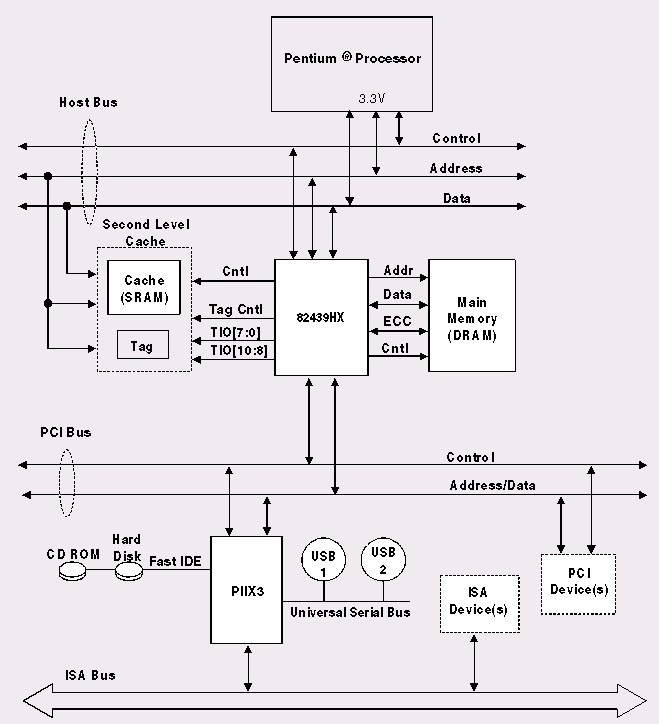 Pentium ® Processor
3.3V
Host Bus
Control
Address
Data
Second Level
Cache
Cache
(SRAM)
Tag
Cntl
Tag Cntl
TIO[7:0]
TIO[10:8]
82439HX
Addr
Data
ECC
Cntl
Main
Memory
(DRAM)
PCI Bus
Control
Address/Data
CD ROM
Hard
Disk
Fast IDE
PIIX3
USB
1
USB
2
Universal Serial Bus
ISA
Device(s)
PCI
Device(s)
ISA Bus